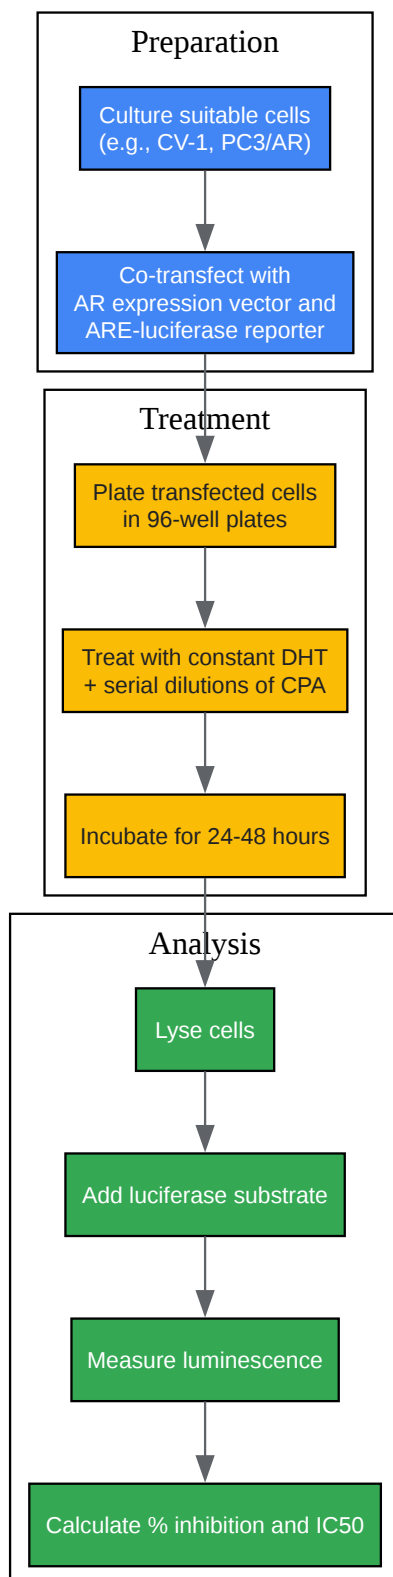 Preparation
Culture suitable cells
(e.g., CV-1, PC3/AR)
Co-transfect with
AR expression vector and
ARE-luciferase reporter
Treatment
Plate transfected cells
in 96-well plates
Treat with constant DHT
+ serial dilutions of CPA
Incubate for 24-48 hours
Analysis
Lyse cells
Add luciferase substrate
Measure luminescence
Calculate % inhibition and IC50